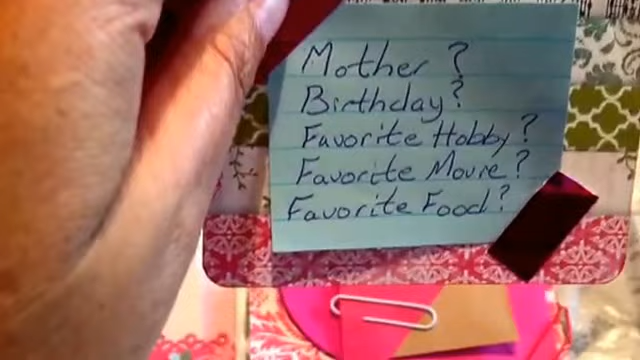 Mother ?
Birthday?
Favorite Hobby?
Favorite Movie?
Favorite Food?